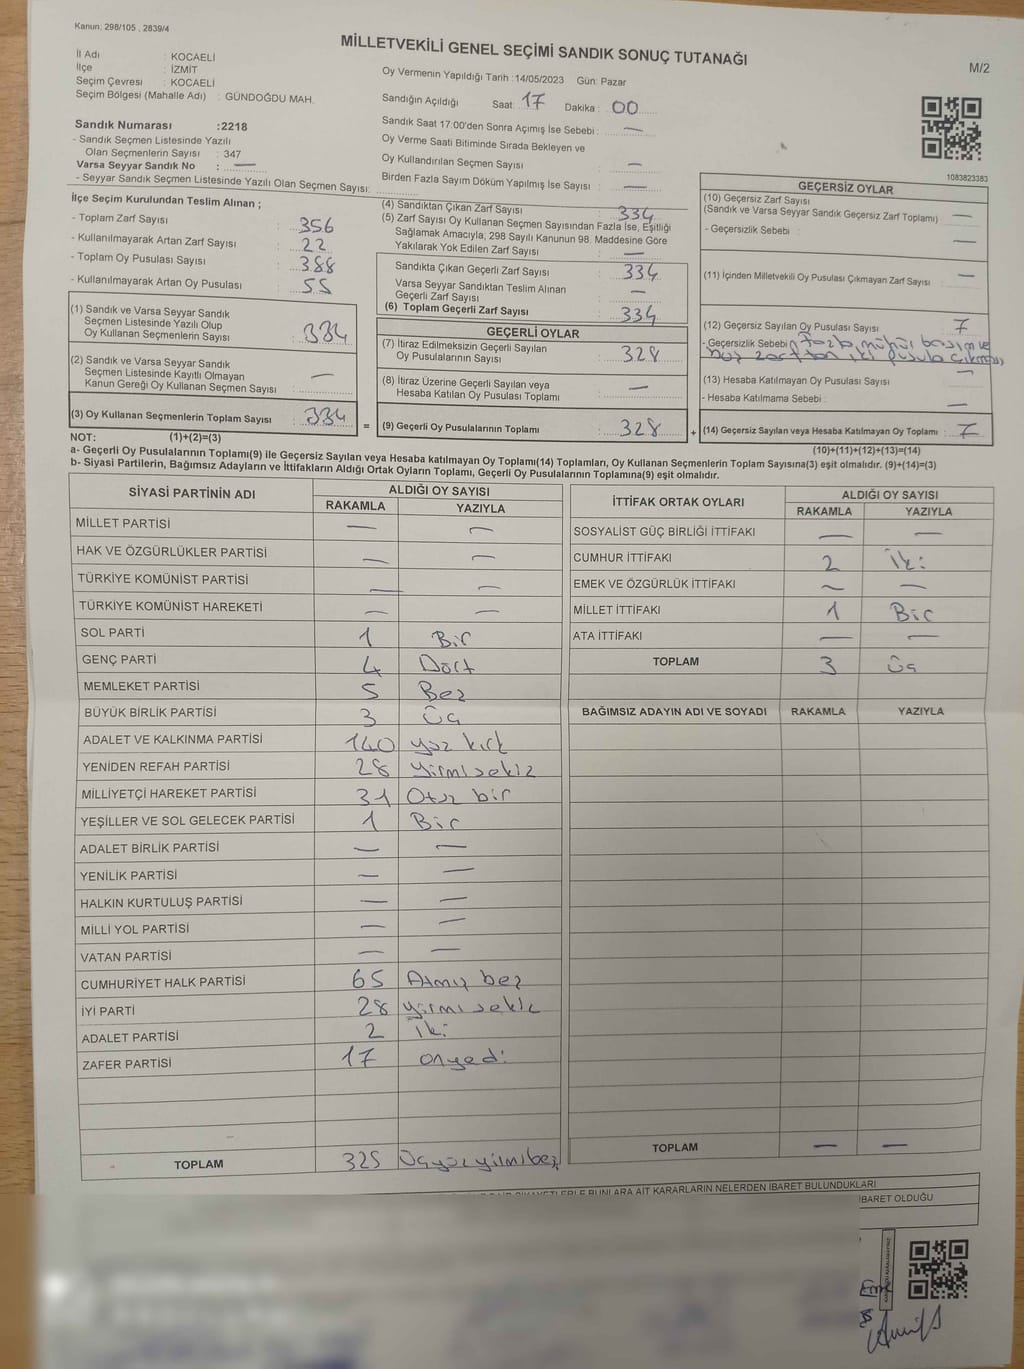 Kanun: 298/105 , 2839/4
MİLLETVEKİLİ GENEL SEÇİMİ SANDIK SONUÇ TUTANAĞI
M/2
İl Adı : KOCAELİ
İlçe : İZMİT
Seçim Çevresi : KOCAELİ
Seçim Bölgesi (Mahalle Adı) : GÜNDOĞDU MAH.
Sandık Numarası :2218
- Sandık Seçmen Listesinde Yazılı
Olan Seçmenlerin Sayısı : 347
Varsa Seyyar Sandık No : —
- Seyyar Sandık Seçmen Listesinde Yazılı Olan Seçmen Sayısı:
Oy Vermenin Yapıldığı Tarih :14/05/2023 Gün: Pazar
Sandığın Açıldığı Saat: 17 Dakika : 00
Sandık Saat 17:00'den Sonra Açımış İse Sebebi : —
Oy Verme Saati Bitiminde Sırada Bekleyen ve
Oy Kullandırılan Seçmen Sayısı : —
Birden Fazla Sayım Döküm Yapılmış İse Sayısı : —
1083823383
İlçe Seçim Kurulundan Teslim Alınan ;
- Toplam Zarf Sayısı : 356
- Kullanılmayarak Artan Zarf Sayısı : 22
- Toplam Oy Pusulası Sayısı : 388
- Kullanılmayarak Artan Oy Pusulası : 55
(1) Sandık ve Varsa Seyyar Sandık
Seçmen Listesinde Yazılı Olup
Oy Kullanan Seçmenlerin Sayısı : 334
(2) Sandık ve Varsa Seyyar Sandık
Seçmen Listesinde Kayıtlı Olmayan —
Kanun Gereği Oy Kullanan Seçmen Sayısı :
(3) Oy Kullanan Seçmenlerin Toplam Sayısı : 334
(4) Sandıktan Çıkan Zarf Sayısı : 334
(5) Zarf Sayısı Oy Kullanan Seçmen Sayısından Fazla İse, Eşitliği
Sağlamak Amacıyla, 298 Sayılı Kanunun 98. Maddesine Göre
Yakılarak Yok Edilen Zarf Sayısı : —
Sandıkta Çıkan Geçerli Zarf Sayısı : 334
Varsa Seyyar Sandıktan Teslim Alınan —
Geçerli Zarf Sayısı :
(6) Toplam Geçerli Zarf Sayısı : 334
GEÇERLİ OYLAR
(7) İtiraz Edilmeksizin Geçerli Sayılan
Oy Pusulalarının Sayısı : 328
(8) İtiraz Üzerine Geçerli Sayılan veya —
Hesaba Katılan Oy Pusulası Toplamı :
= (9) Geçerli Oy Pusulalarının Toplamı : 328
GEÇERSİZ OYLAR
(10) Geçersiz Zarf Sayısı
(Sandık ve Varsa Seyyar Sandık Geçersiz Zarf Toplamı) : —
- Geçersizlik Sebebi : —
(11) İçinden Milletvekili Oy Pusulası Çıkmayan Zarf Sayısı : —
(12) Geçersiz Sayılan Oy Pusulası Sayısı : 7
- Geçersizlik Sebebi : fazla mühür basımı ve
zarftan iki pusula çıkması
(13) Hesaba Katılmayan Oy Pusulası Sayısı : —
- Hesaba Katılmama Sebebi : —
+ (14) Geçersiz Sayılan veya Hesaba Katılmayan Oy Toplamı : 7
NOT: (1)+(2)=(3)
(10)+(11)+(12)+(13)=(14)
a- Geçerli Oy Pusulalarının Toplamı(9) ile Geçersiz Sayılan veya Hesaba katılmayan Oy Toplamı(14) Toplamları, Oy Kullanan Seçmenlerin Toplam Sayısına(3) eşit olmalıdır. (9)+(14)=(3)
b- Siyasi Partilerin, Bağımsız Adayların ve İttifakların Aldığı Ortak Oyların Toplamı, Geçerli Oy Pusulalarının Toplamına(9) eşit olmalıdır.
SİYASİ PARTİNİN ADI ALDIĞI OY SAYISI
RAKAMLA YAZIYLA
MİLLET PARTİSİ — —
HAK VE ÖZGÜRLÜKLER PARTİSİ — —
TÜRKİYE KOMÜNİST PARTİSİ — —
TÜRKİYE KOMÜNİST HAREKETİ — —
SOL PARTİ 1 Bir
GENÇ PARTİ 4 Dört
MEMLEKET PARTİSİ 5 Beş
BÜYÜK BİRLİK PARTİSİ 3 Üç
ADALET VE KALKINMA PARTİSİ 140 yüz kırk
YENİDEN REFAH PARTİSİ 28 yirmi sekiz
MİLLİYETÇİ HAREKET PARTİSİ 31 Otuz bir
YEŞİLLER VE SOL GELECEK PARTİSİ 1 Bir
ADALET BİRLİK PARTİSİ — —
YENİLİK PARTİSİ — —
HALKIN KURTULUŞ PARTİSİ — —
MİLLİ YOL PARTİSİ — —
VATAN PARTİSİ — —
CUMHURİYET HALK PARTİSİ 65 Atmış beş
İYİ PARTİ 28 yirmi sekiz
ADALET PARTİSİ 2 iki
ZAFER PARTİSİ 17 onyedi
TOPLAM 325 Üçyüzyirmibeş
İTTİFAK ORTAK OYLARI ALDIĞI OY SAYISI
RAKAMLA YAZIYLA
SOSYALİST GÜÇ BİRLİĞİ İTTİFAKI — —
CUMHUR İTTİFAKI 2 iki
EMEK VE ÖZGÜRLÜK İTTİFAKI — —
MİLLET İTTİFAKI 1 Bir
ATA İTTİFAKI — —
TOPLAM 3 Üç
BAĞIMSIZ ADAYIN ADI VE SOYADI RAKAMLA YAZIYLA
TOPLAM — —
BUNLARA AİT KARARLARIN NELERDEN İBARET BULUNDUKLARI
İBARET OLDUĞU